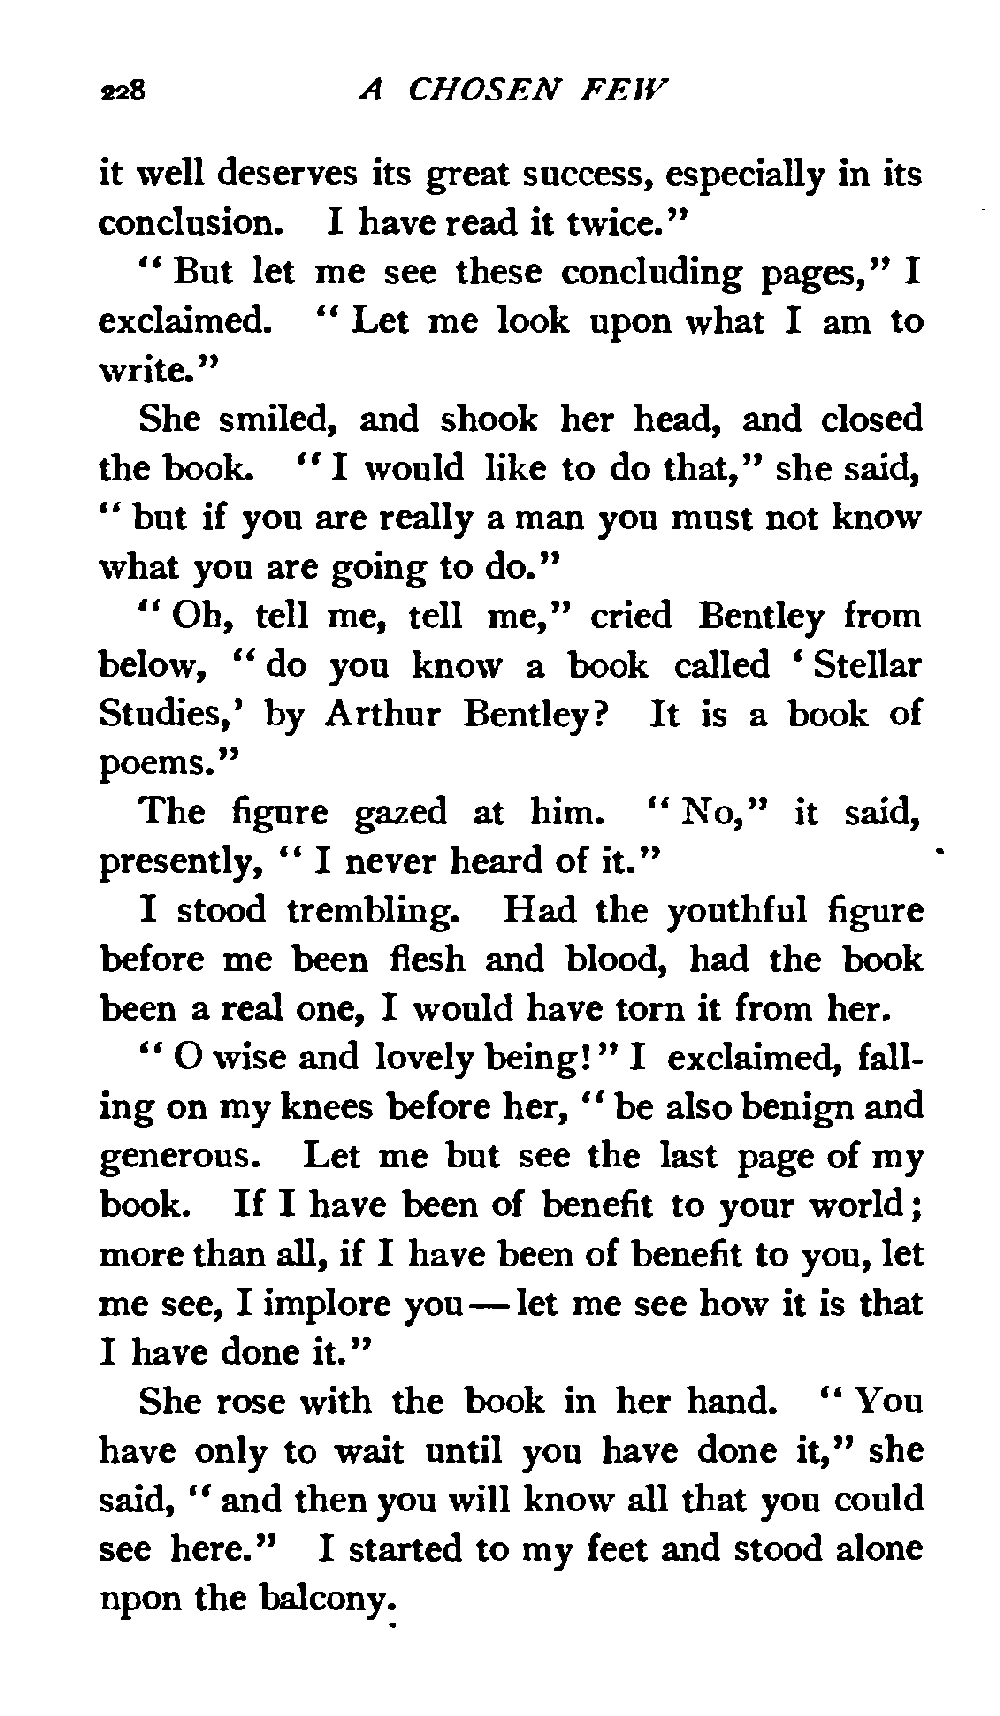 228 A CHOSEN FEW
it well deserves its great success, especially in its
conclusion. I have read it twice."
" But let me see these concluding pages," I
exclaimed. " Let me look upon what I am to
write."
She smiled, and shook her head, and closed
the book. " I would like to do that," she said,
" but if you are really a man you must not know
what you are going to do."
" Oh, tell me, tell me," cried Bentley from
below, " do you know a book called ' Stellar
Studies,' by Arthur Bentley? It is a book of
poems."
The figure gazed at him. " No," it said,
presently, " I never heard of it."
I stood trembling. Had the youthful figure
before me been flesh and blood, had the book
been a real one, I would have torn it from her.
" O wise and lovely being! " I exclaimed, fall-
ing on my knees before her, " be also benign and
generous. Let me but see the last page of my
book. If I have been of benefit to your world ;
more than all, if I have been of benefit to you, let
me see, I implore you — let me see how it is that
I have done it."
She rose with the book in her hand. " You
have only to wait until you have done it," she
said, " and then you will know all that you could
see here." I started to my feet and stood alone
upon the balcony.